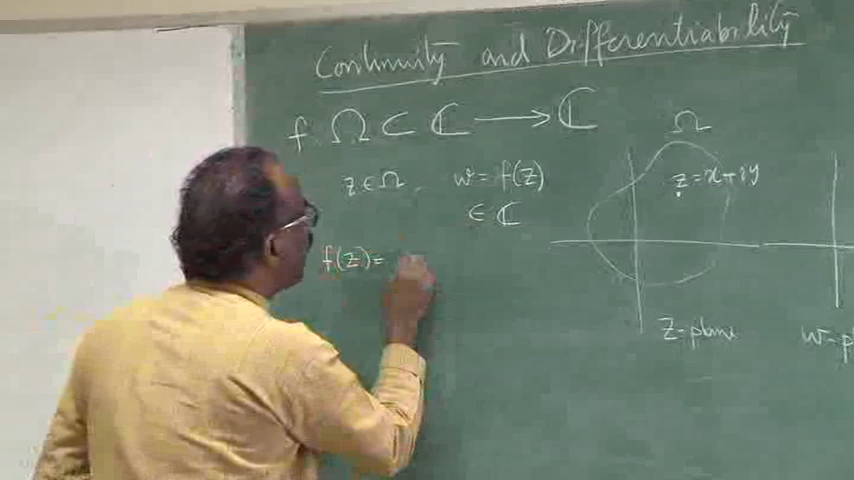 Continuity and Differentiability
f: Ω ⊂ ℂ ⟶ ℂ
z ∈ Ω, w = f(z)
∈ ℂ
f(z) =
Ω
z = x + iy
Z-plane
w-p